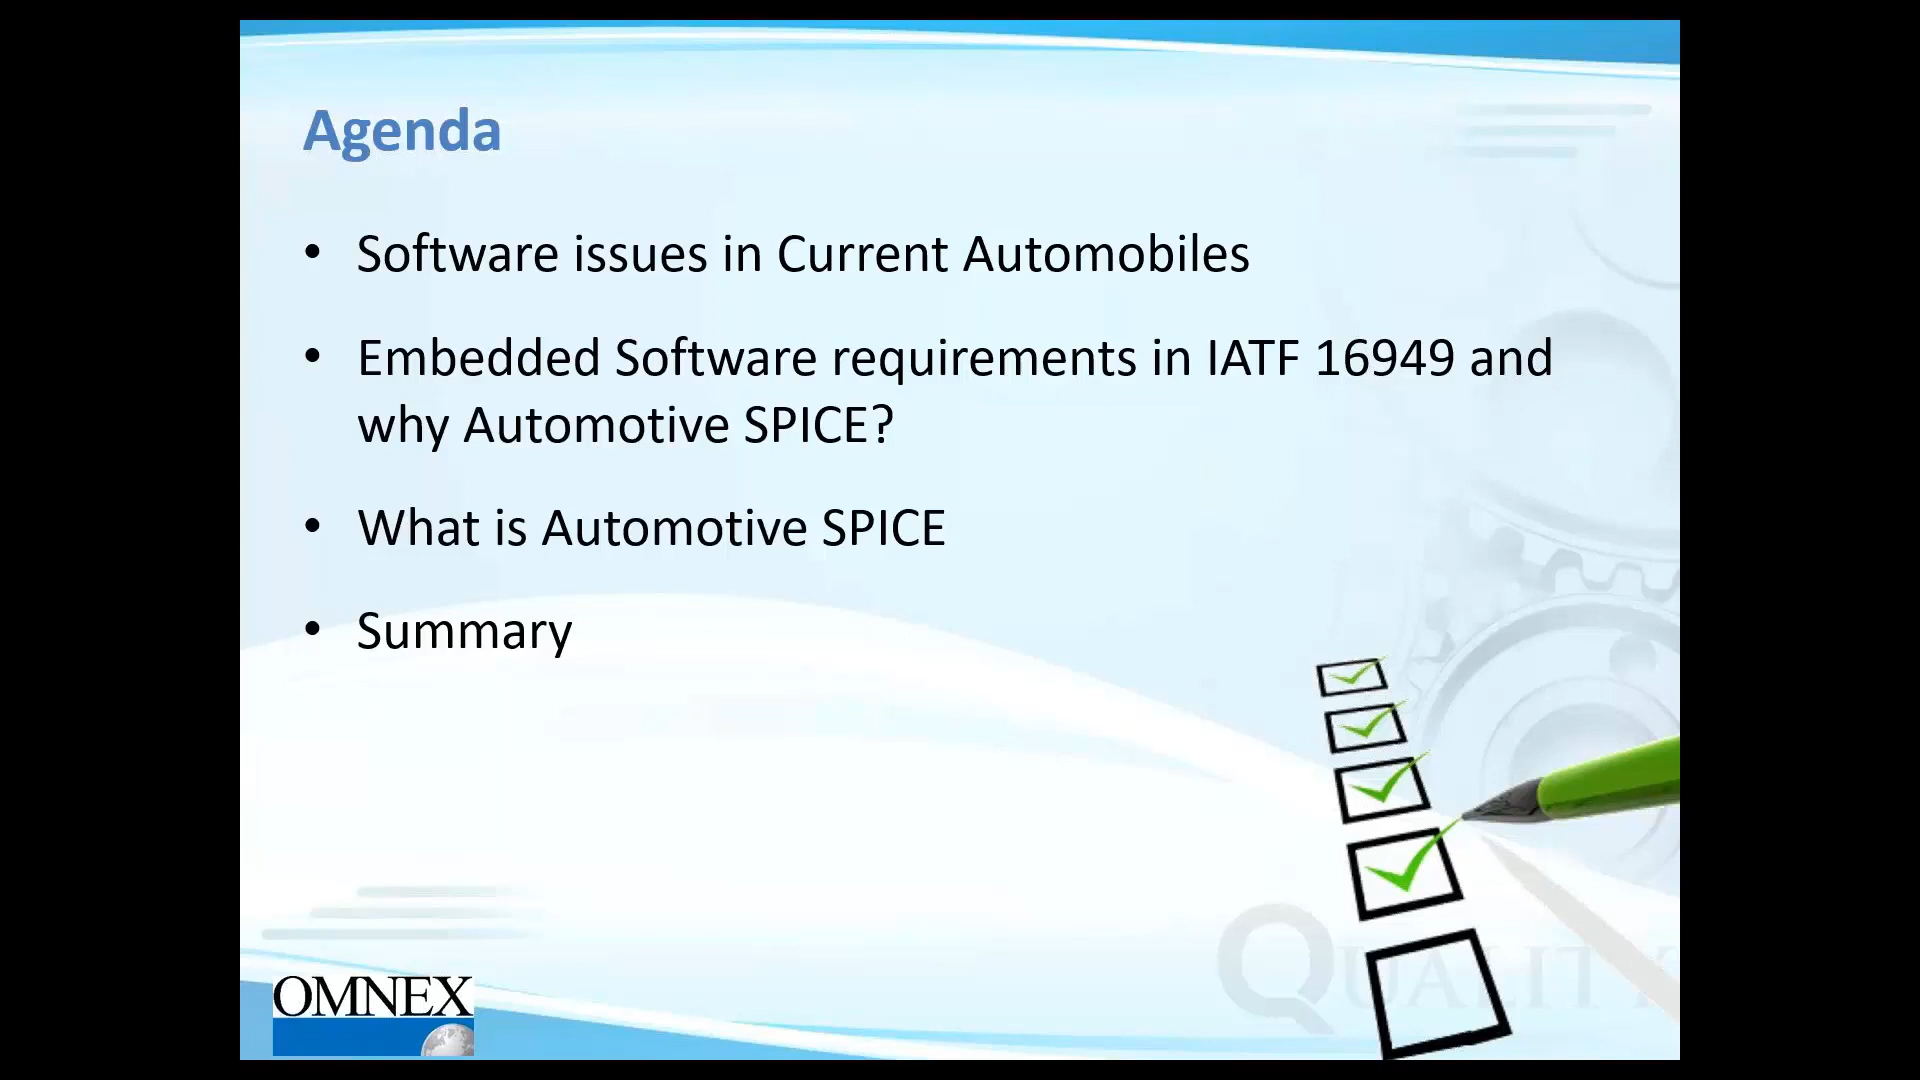 Agenda
• Software issues in Current Automobiles
• Embedded Software requirements in IATF 16949 and
why Automotive SPICE?
• What is Automotive SPICE
• Summary
QUALITY
OMNEX